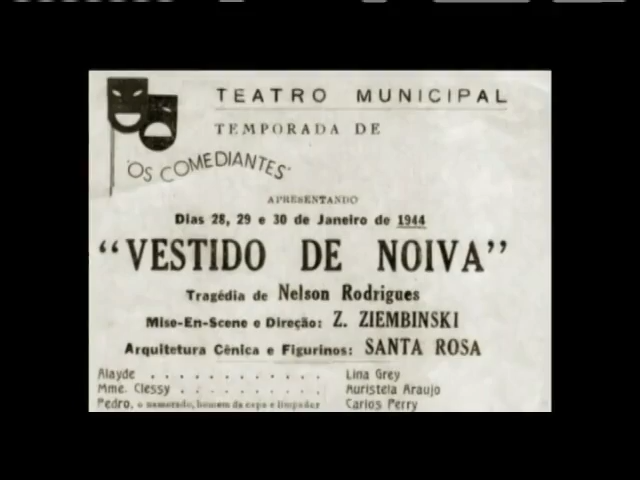 TEATRO MUNICIPAL
TEMPORADA DE
"OS COMEDIANTES"
APRESENTANDO
Dias 28, 29 e 30 de Janeiro de 1944
"VESTIDO DE NOIVA"
Tragédia de Nelson Rodrigues
Mise-En-Scene e Direção: Z. ZIEMBINSKI
Arquitetura Cênica e Figurinos: SANTA ROSA
Alayde . . . . . . . . . . . . Lina Grey
Mme. Clessy . . . . . . . . . . Auristela Araujo
Pedro, o namorado, homem da capa e limpador Carlos Perry